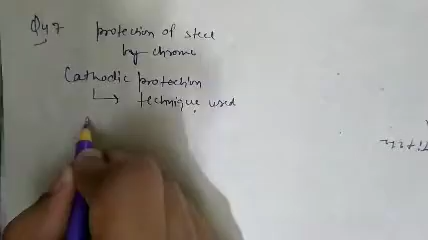 Q47 protection of steel
by chrome
Cathodic protection
↳ technique used